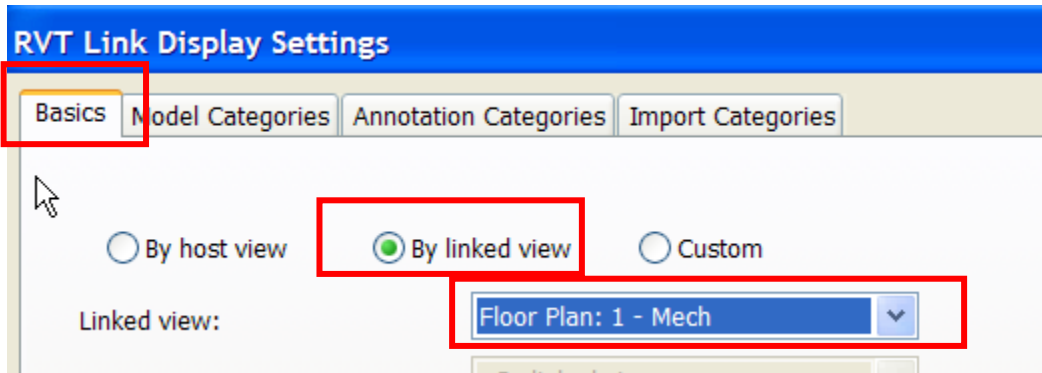 RVT Link Display Settings
Basics Model Categories Annotation Categories Import Categories
By host view By linked view Custom
Linked view: Floor Plan: 1 - Mech